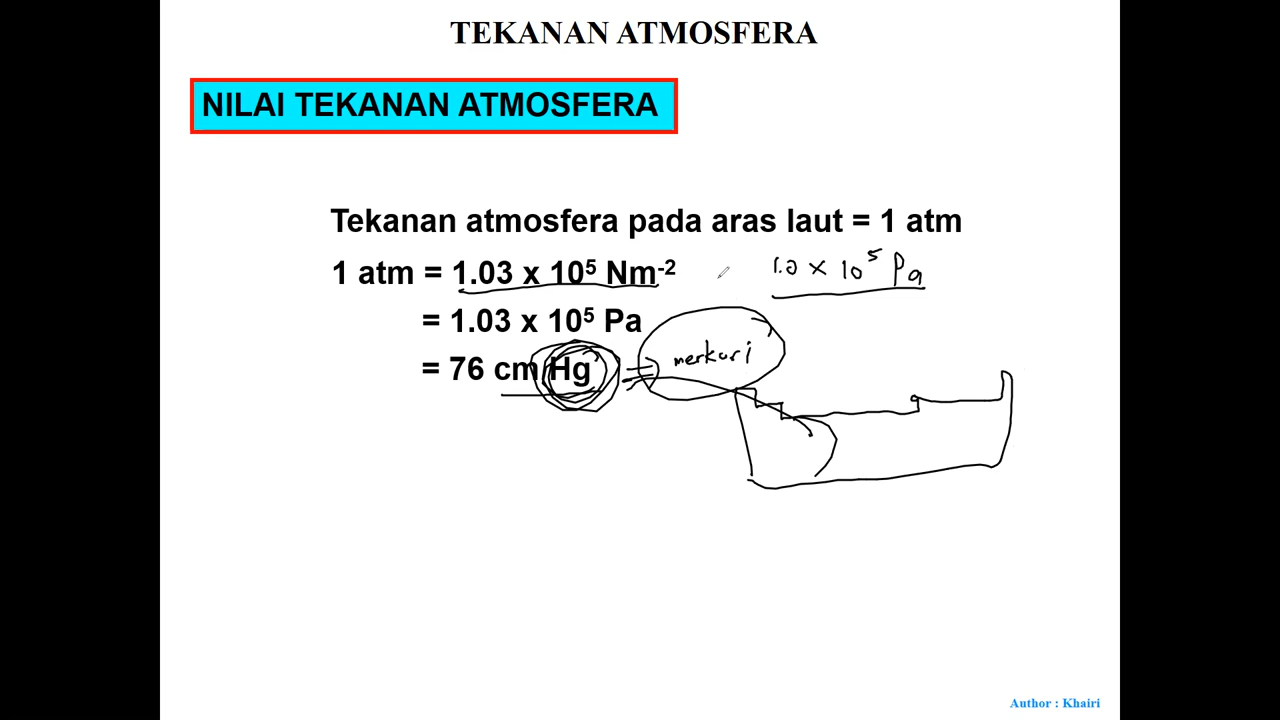 TEKANAN ATMOSFERA
NILAI TEKANAN ATMOSFERA
Tekanan atmosfera pada aras laut = 1 atm
1 atm = 1.03 x 10⁵ Nm⁻² 1.0 x 10⁵ Pa
= 1.03 x 10⁵ Pa
= 76 cm Hg = merkuri
Author : Khairi